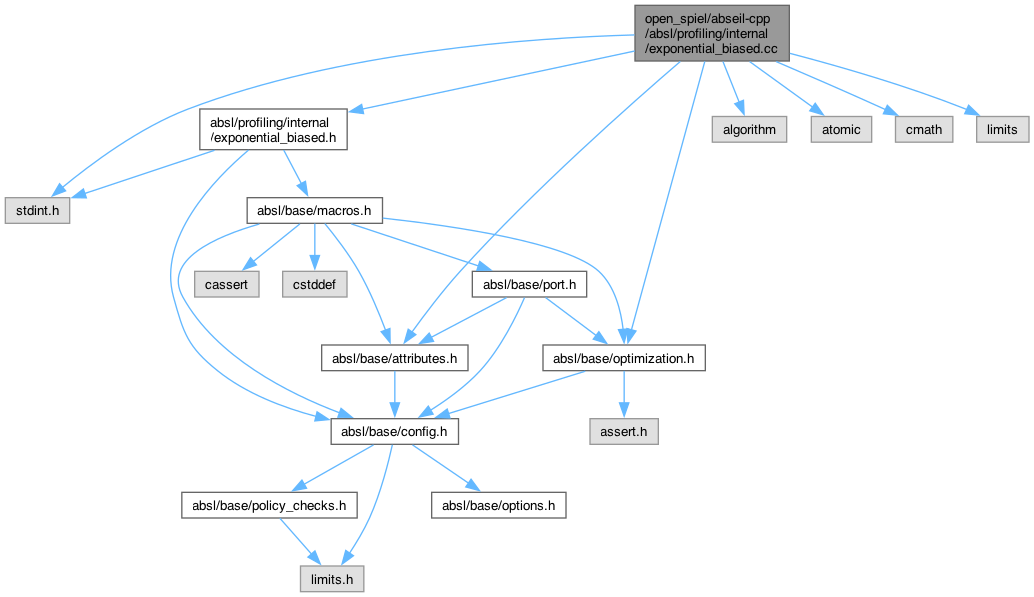 open_spiel/abseil-cpp
/absl/profiling/internal
/exponential_biased.cc
absl/profiling/internal
/exponential_biased.h
algorithm
atomic
cmath
limits
stdint.h
absl/base/macros.h
cassert
cstddef
absl/base/port.h
absl/base/attributes.h
absl/base/optimization.h
absl/base/config.h
assert.h
absl/base/policy_checks.h
absl/base/options.h
limits.h